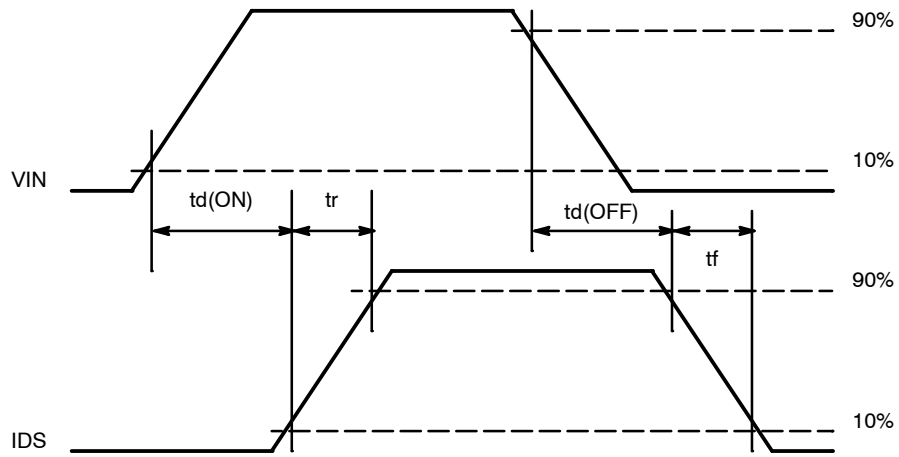 90%
10%
VIN
td(ON)
tr
td(OFF)
tf
90%
10%
IDS